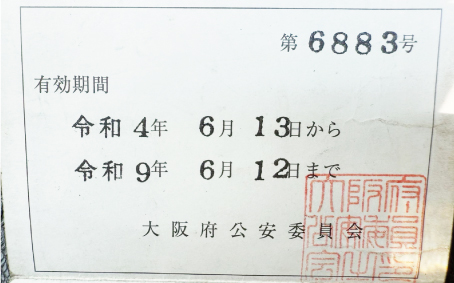 第6883号
有効期間
令和4年 6月 13日から
令和9年 6月 12日まで
大阪府公安委員会